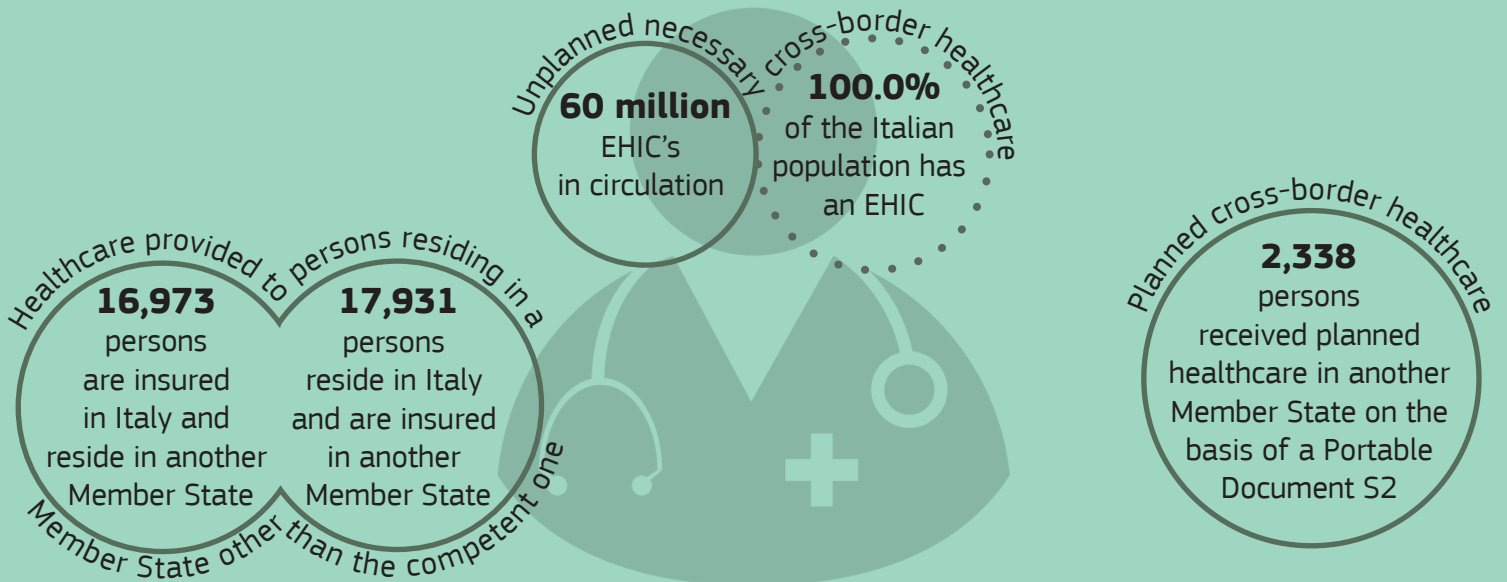 Unplanned necessary cross-border healthcare
60 million
EHIC's
in circulation
100.0%
of the Italian
population has
an EHIC
Healthcare provided to persons residing in a
Member State other than the competent one
16,973
persons
are insured
in Italy and
reside in another
Member State
17,931
persons
reside in Italy
and are insured
in another
Member State
Planned cross-border healthcare
2,338
persons
received planned
healthcare in another
Member State on the
basis of a Portable
Document S2